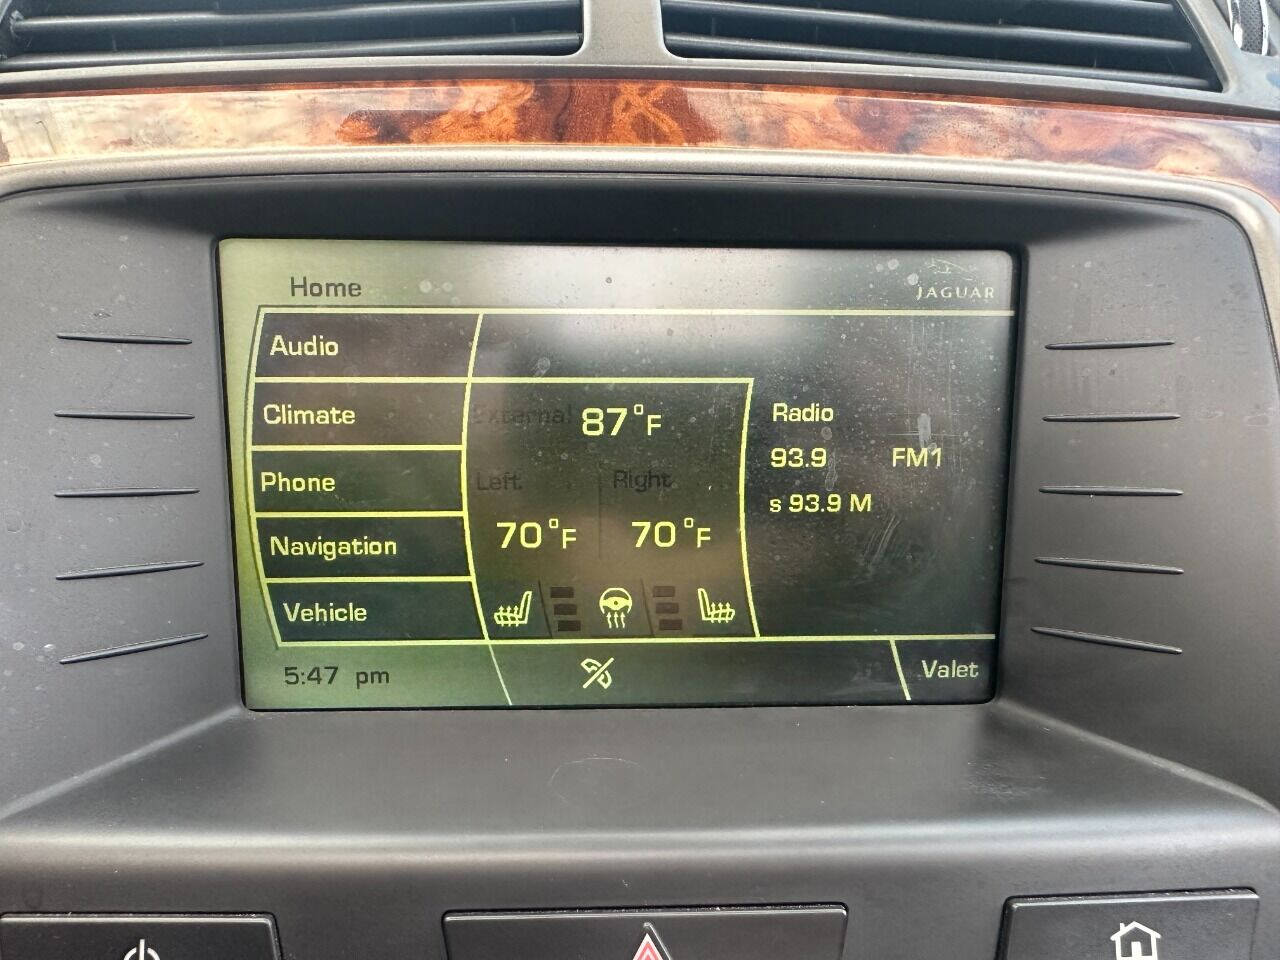 Home
JAGUAR
Audio
Climate
Phone
Navigation
Vehicle
External
87°F
Left
Right
70°F
70°F
Radio
93.9 FM1
s 93.9 M
5:47 pm
Valet